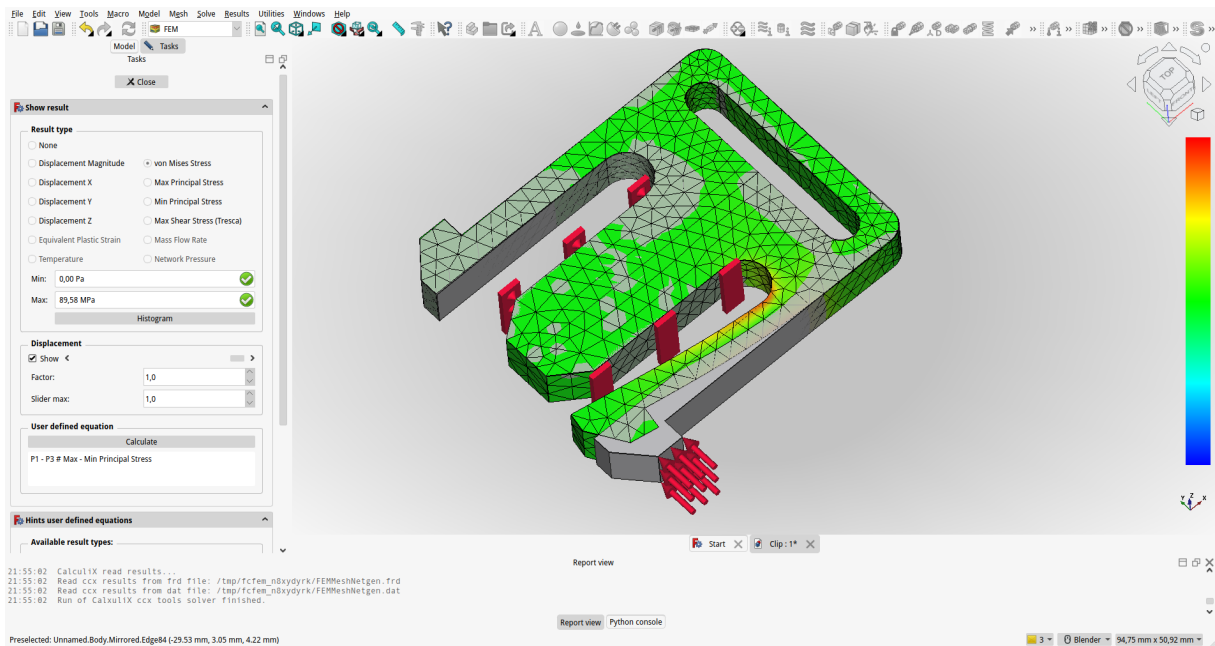 File Edit View Tools Macro Model Mesh Solve Results Utilities Windows Help
FEM
Model Tasks
Tasks
Close
Show result
Result type
None
Displacement Magnitude von Mises Stress
Displacement X Max Principal Stress
Displacement Y Min Principal Stress
Displacement Z Max Shear Stress (Tresca)
Equivalent Plastic Strain Mass Flow Rate
Temperature Network Pressure
Min: 0,00 Pa
Max: 89,58 MPa
Histogram
Displacement
Show
Factor: 1,0
Slider max: 1,0
User defined equation
Calculate
P1 - P3 # Max - Min Principal Stress
Hints user defined equations
Available result types:
TOP
Y Z X
Start Clip : 1*
Report view
21:55:02 CalculiX read results...
21:55:02 Read ccx results from frd file: /tmp/fcfem_n8xydyrk/FEMMeshNetgen.frd
21:55:02 Read ccx results from dat file: /tmp/fcfem_n8xydyrk/FEMMeshNetgen.dat
21:55:02 Run of CalxuliX ccx tools solver finished.
Report view Python console
Preselected: Unnamed.Body.Mirrored.Edge84 (-29.53 mm, 3.05 mm, 4.22 mm)
3 Blender 94,75 mm x 50,92 mm